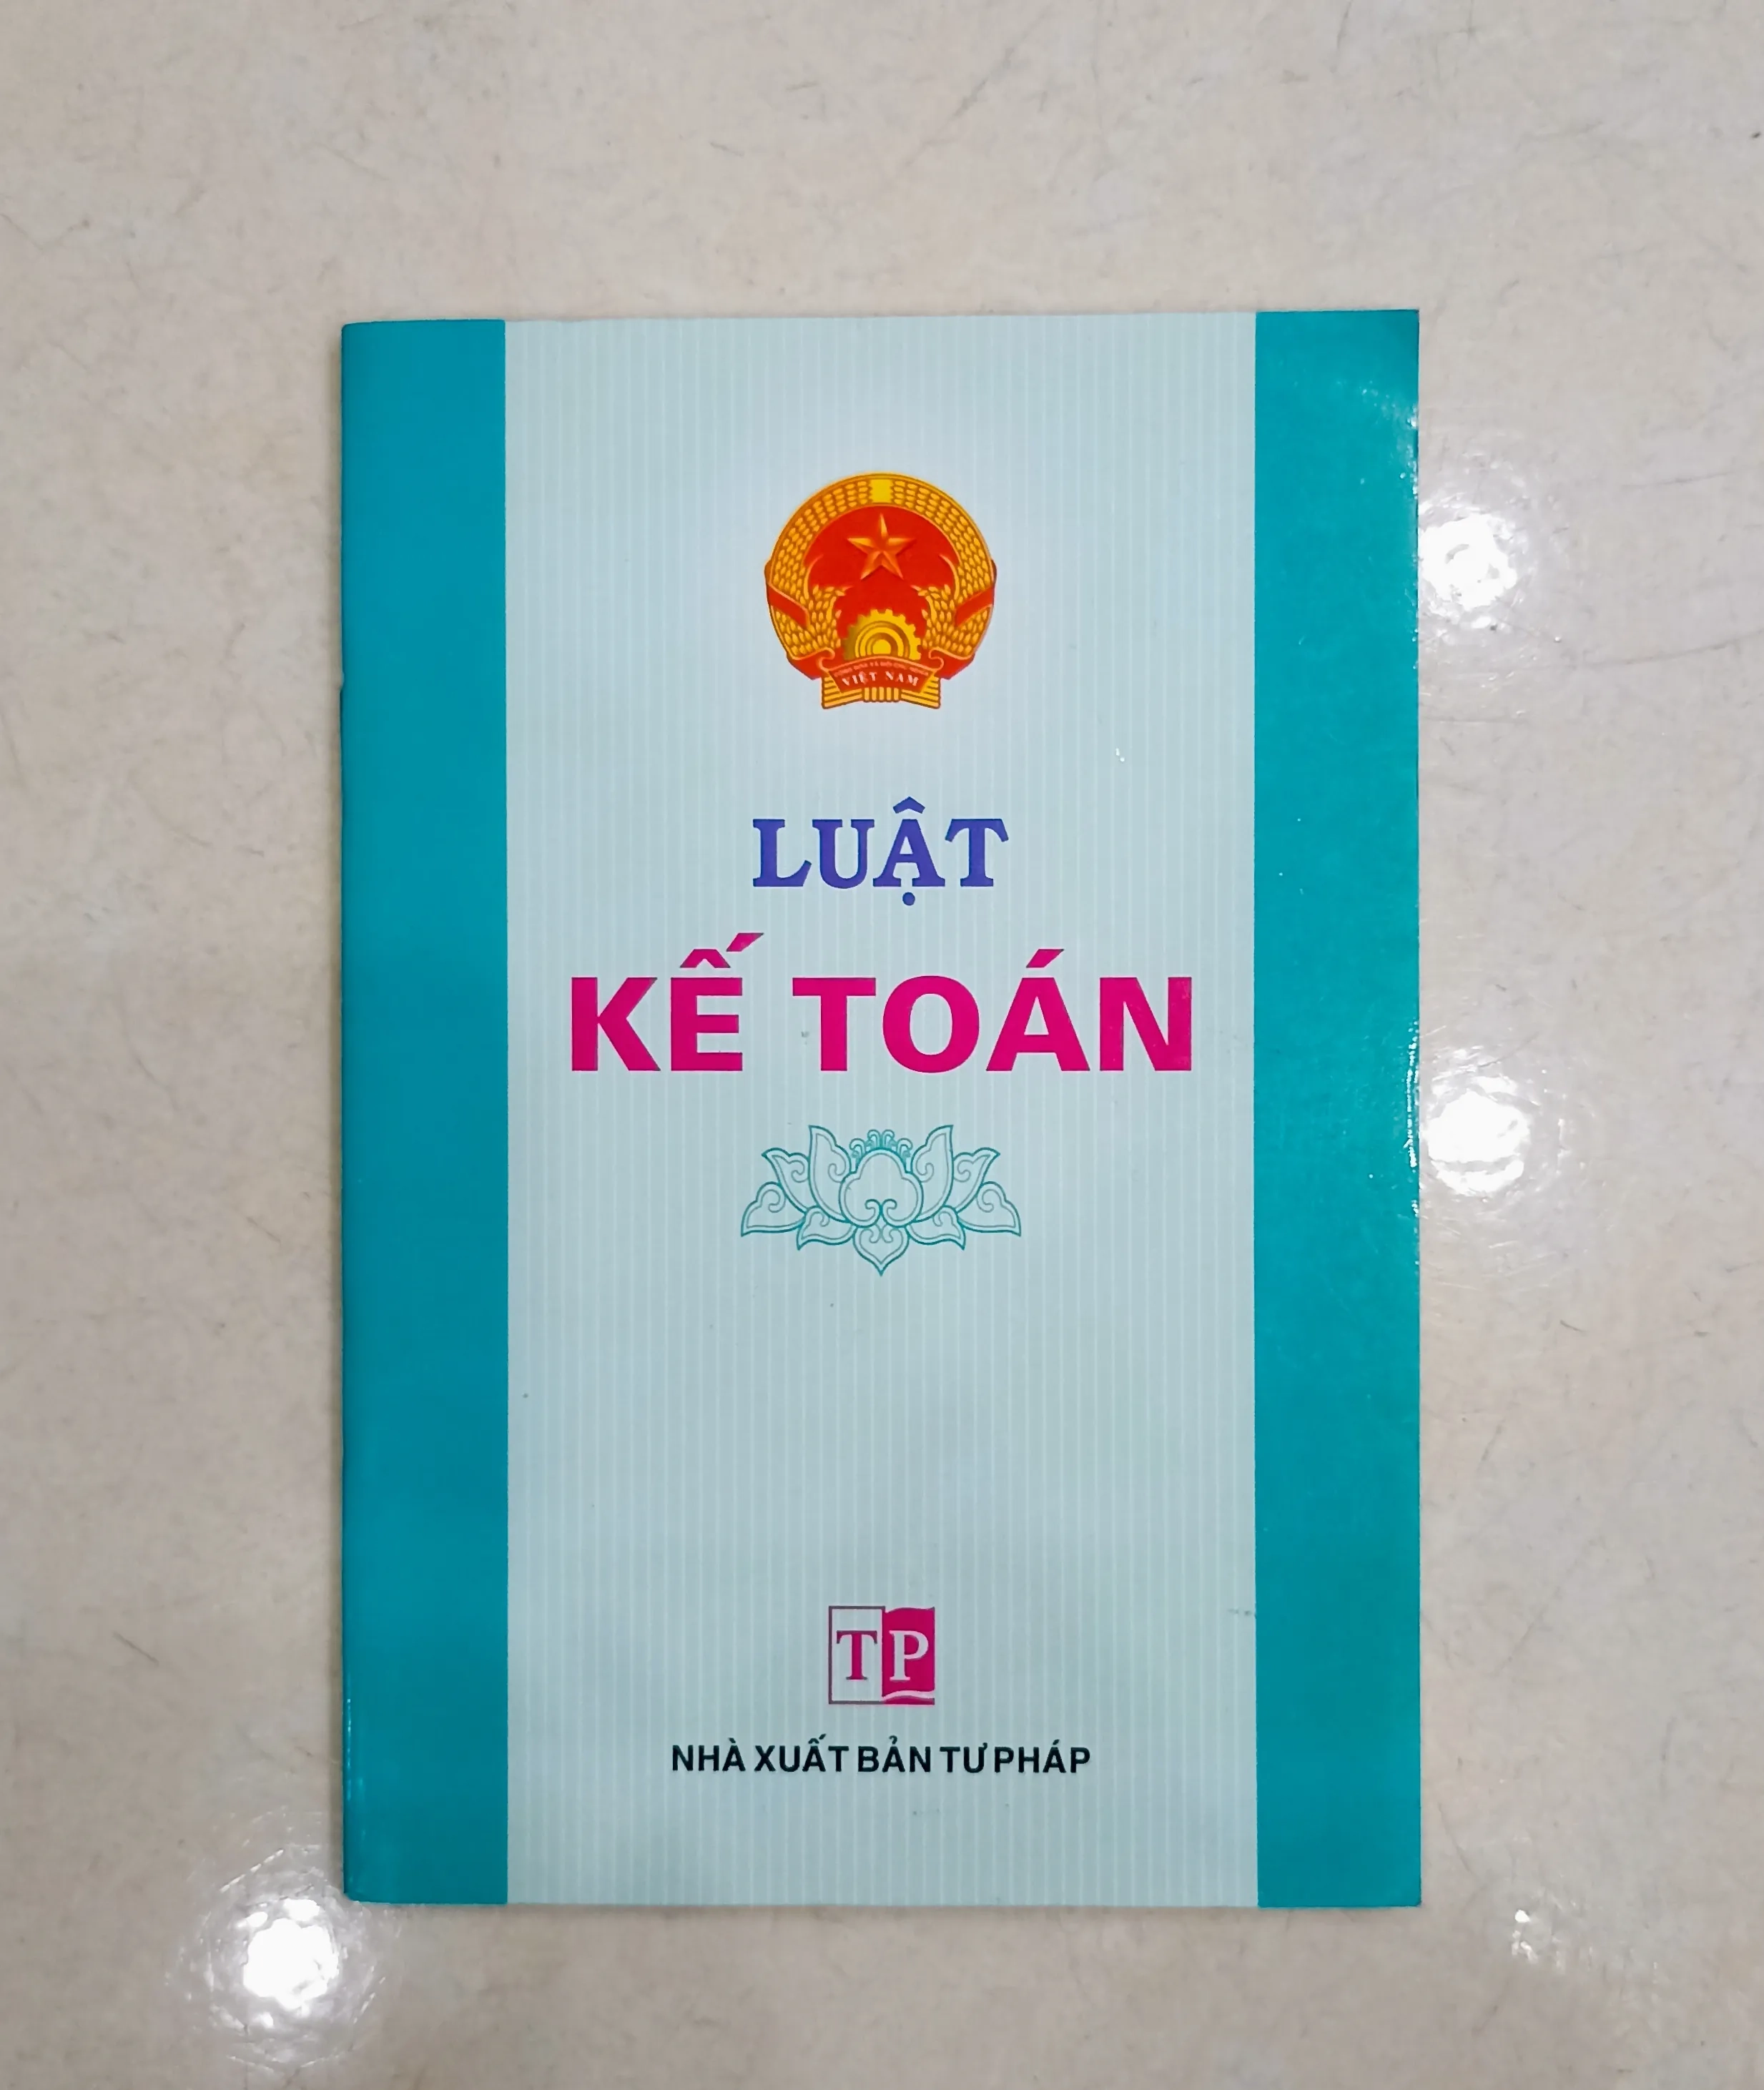 VIỆT NAM
LUẬT
KẾ TOÁN
TP
NHÀ XUẤT BẢN TƯ PHÁP